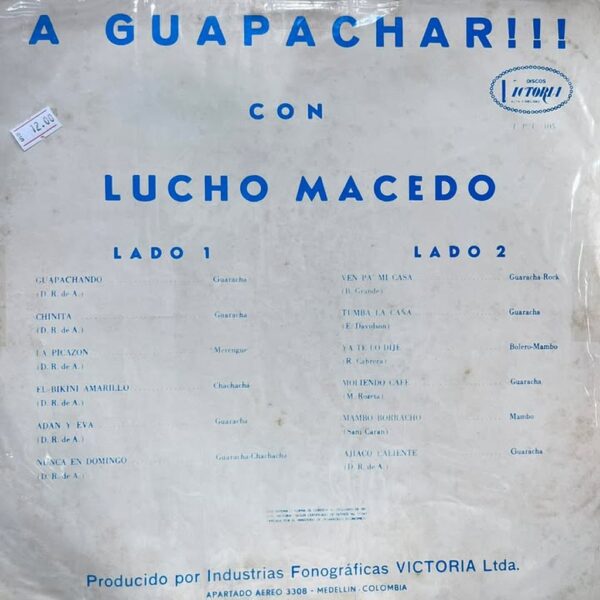 A GUAPACHAR!!!
DISCOS
VICTORIA
12.00
CON
LUCHO MACEDO
LADO 1
GUAPACHANDO Guaracha
(D. R. de A.)
CHINITA Guaracha
(D. R. de A.)
LA PICAZON Merengue
(D. R. de A.)
EL BIKINI AMARILLO Chachachá
(D. R. de A.)
ADAN Y EVA Guaracha
(D. R. de A.)
NUNCA EN DOMINGO Guaracha-Chachacha
(D. R. de A.)
LADO 2
VEN PA' MI CASA Guaracha-Rock
(B. Grande)
TUMBA LA CAÑA Guaracha
(E. Davidson)
YA TE LO DIJE Bolero-Mambo
(R. Cabrera)
MOLIENDO CAFE Guaracha
(M. Rozera)
MAMBO BORRACHO Mambo
(Sani Caran)
AJIACO CALIENTE Guaracha
(D. R. de A.)
Producido por Industrias Fonográficas VICTORIA Ltda.
APARTADO AEREO 3308 - MEDELLIN - COLOMBIA